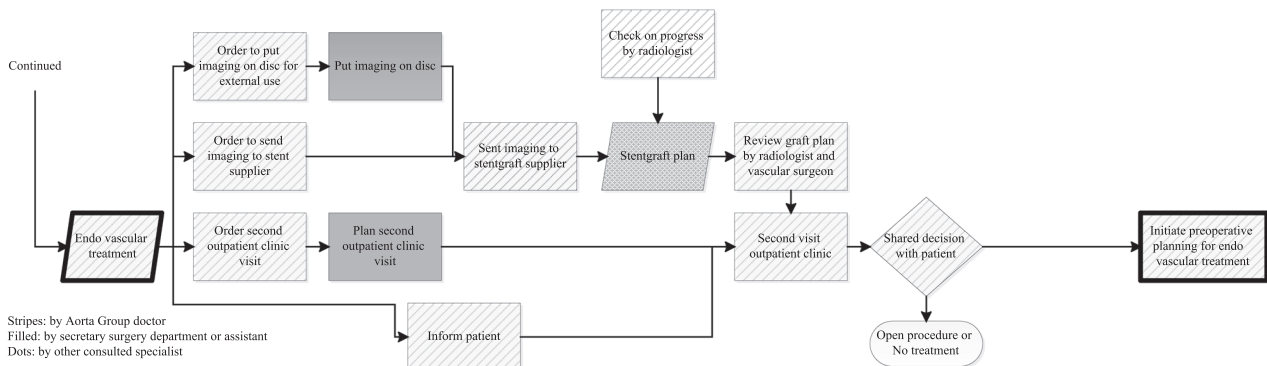 Continued
Order to put
imaging on disc for
external use
Put imaging on disc
Check on progress
by radiologist
Order to send
imaging to stent
supplier
Sent imaging to
stentgraft supplier
Stentgraft plan
Review graft plan
by radiologist and
vascular surgeon
Endo vascular
treatment
Order second
outpatient clinic
visit
Plan second
outpatient clinic
visit
Second visit
outpatient clinic
Shared decision
with patient
Initiate preoperative
planning for endo
vascular treatment
Inform patient
Open procedure or
No treatment
Stripes: by Aorta Group doctor
Filled: by secretary surgery department or assistant
Dots: by other consulted specialist